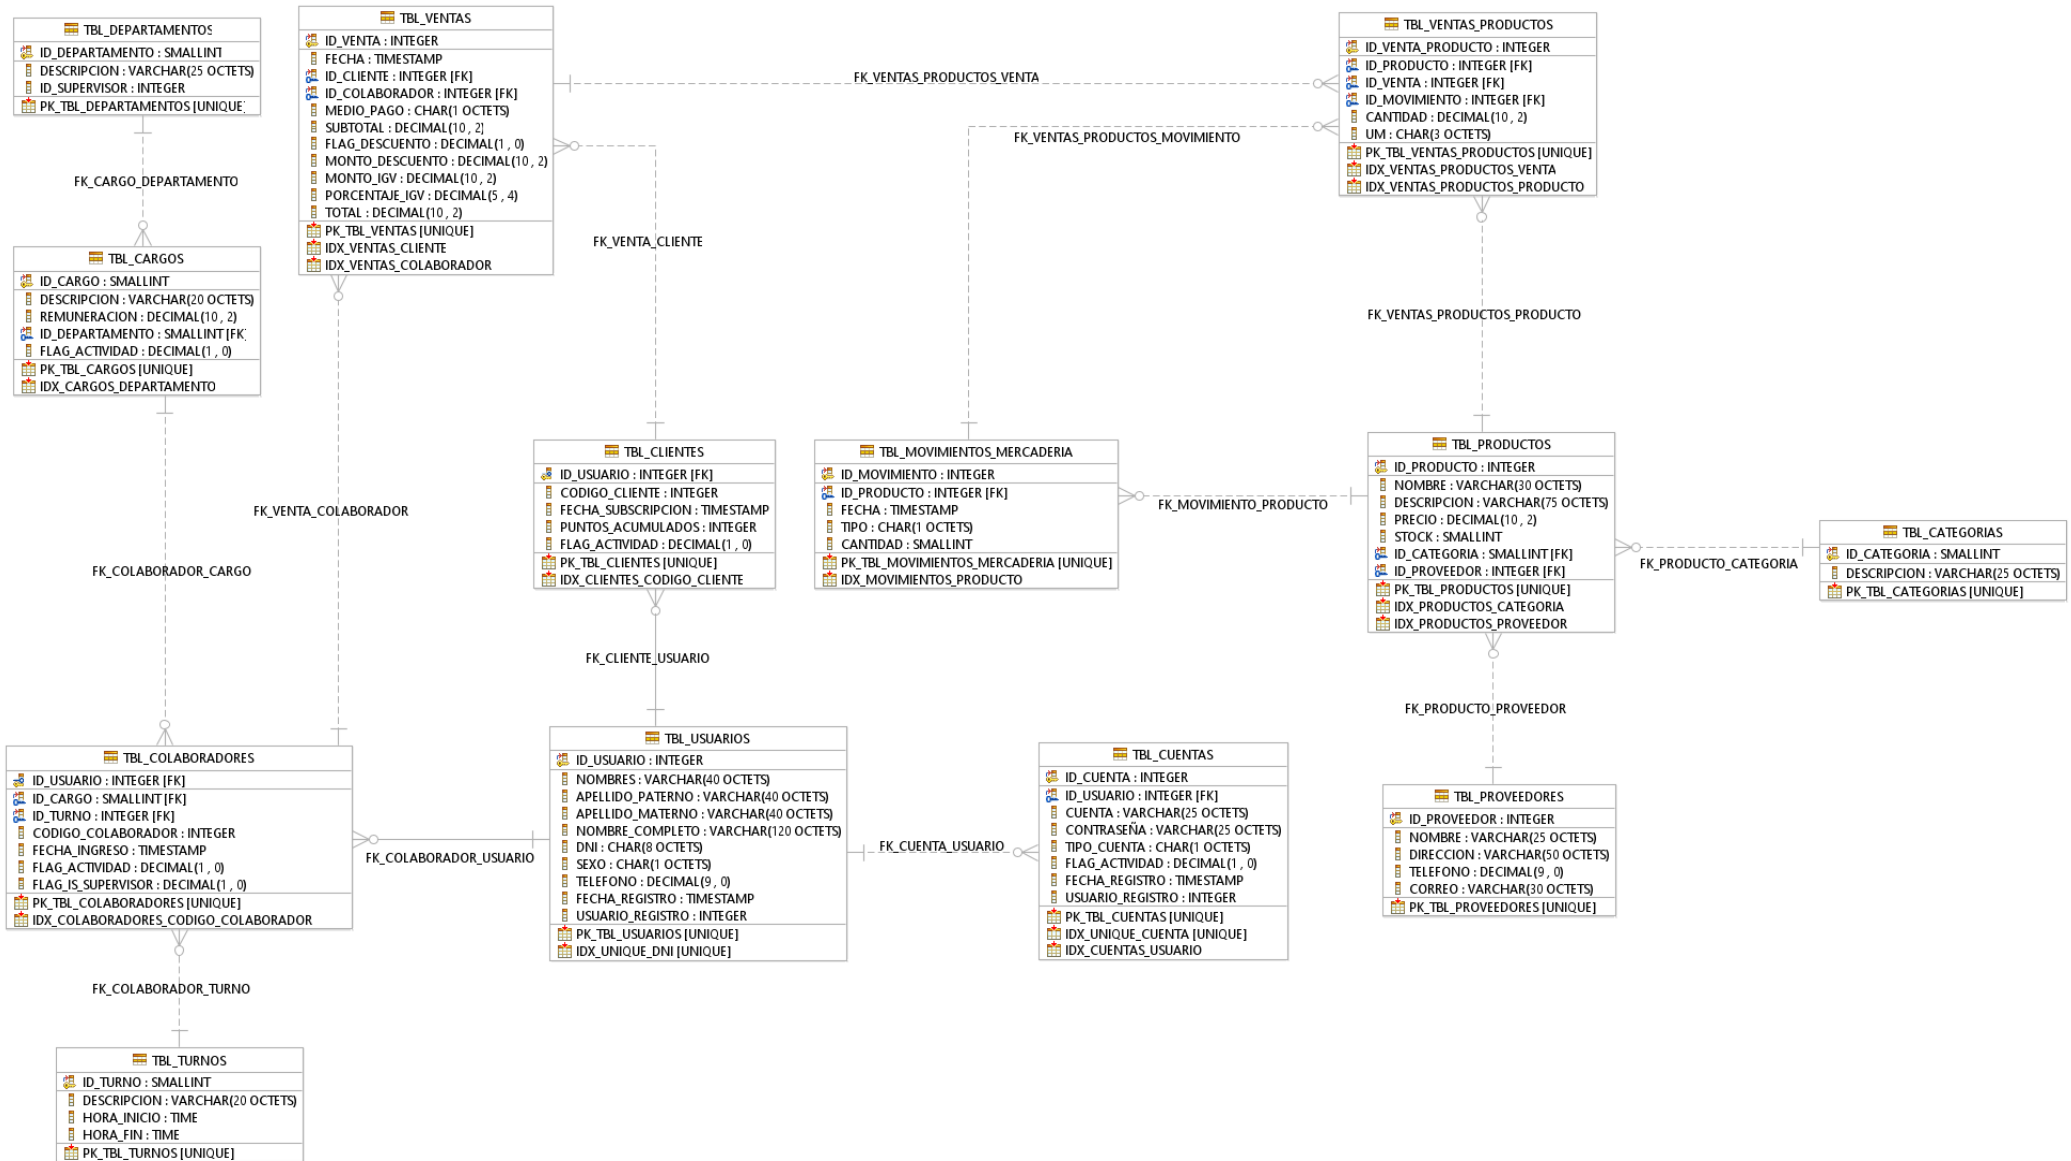 TBL_DEPARTAMENTOS
ID_DEPARTAMENTO : SMALLINT
DESCRIPCION : VARCHAR(25 OCTETS)
ID_SUPERVISOR : INTEGER
PK_TBL_DEPARTAMENTOS [UNIQUE]
FK_CARGO_DEPARTAMENTO
TBL_CARGOS
ID_CARGO : SMALLINT
DESCRIPCION : VARCHAR(20 OCTETS)
REMUNERACION : DECIMAL(10 , 2)
ID_DEPARTAMENTO : SMALLINT [FK]
FLAG_ACTIVIDAD : DECIMAL(1 , 0)
PK_TBL_CARGOS [UNIQUE]
IDX_CARGOS_DEPARTAMENTO
TBL_VENTAS
ID_VENTA : INTEGER
FECHA : TIMESTAMP
ID_CLIENTE : INTEGER [FK]
ID_COLABORADOR : INTEGER [FK]
MEDIO_PAGO : CHAR(1 OCTETS)
SUBTOTAL : DECIMAL(10 , 2)
FLAG_DESCUENTO : DECIMAL(1 , 0)
MONTO_DESCUENTO : DECIMAL(10 , 2)
MONTO_IGV : DECIMAL(10 , 2)
PORCENTAJE_IGV : DECIMAL(5 , 4)
TOTAL : DECIMAL(10 , 2)
PK_TBL_VENTAS [UNIQUE]
IDX_VENTAS_CLIENTE
IDX_VENTAS_COLABORADOR
FK_VENTAS_PRODUCTOS_VENTA
FK_VENTAS_PRODUCTOS_MOVIMIENTO
FK_VENTA_CLIENTE
TBL_VENTAS_PRODUCTOS
ID_VENTA_PRODUCTO : INTEGER
ID_PRODUCTO : INTEGER [FK]
ID_VENTA : INTEGER [FK]
ID_MOVIMIENTO : INTEGER [FK]
CANTIDAD : DECIMAL(10 , 2)
UM : CHAR(3 OCTETS)
PK_TBL_VENTAS_PRODUCTOS [UNIQUE]
IDX_VENTAS_PRODUCTOS_VENTA
IDX_VENTAS_PRODUCTOS_PRODUCTO
FK_VENTAS_PRODUCTOS_PRODUCTO
FK_VENTA_COLABORADOR
FK_COLABORADOR_CARGO
TBL_CLIENTES
ID_USUARIO : INTEGER [FK]
CODIGO_CLIENTE : INTEGER
FECHA_SUBSCRIPCION : TIMESTAMP
PUNTOS_ACUMULADOS : INTEGER
FLAG_ACTIVIDAD : DECIMAL(1 , 0)
PK_TBL_CLIENTES [UNIQUE]
IDX_CLIENTES_CODIGO_CLIENTE
TBL_MOVIMIENTOS_MERCADERIA
ID_MOVIMIENTO : INTEGER
ID_PRODUCTO : INTEGER [FK]
FECHA : TIMESTAMP
TIPO : CHAR(1 OCTETS)
CANTIDAD : SMALLINT
PK_TBL_MOVIMIENTOS_MERCADERIA [UNIQUE]
IDX_MOVIMIENTOS_PRODUCTO
FK_MOVIMIENTO_PRODUCTO
TBL_PRODUCTOS
ID_PRODUCTO : INTEGER
NOMBRE : VARCHAR(30 OCTETS)
DESCRIPCION : VARCHAR(75 OCTETS)
PRECIO : DECIMAL(10 , 2)
STOCK : SMALLINT
ID_CATEGORIA : SMALLINT [FK]
ID_PROVEEDOR : INTEGER [FK]
PK_TBL_PRODUCTOS [UNIQUE]
IDX_PRODUCTOS_CATEGORIA
IDX_PRODUCTOS_PROVEEDOR
FK_PRODUCTO_CATEGORIA
TBL_CATEGORIAS
ID_CATEGORIA : SMALLINT
DESCRIPCION : VARCHAR(25 OCTETS)
PK_TBL_CATEGORIAS [UNIQUE]
FK_CLIENTE_USUARIO
FK_PRODUCTO_PROVEEDOR
TBL_COLABORADORES
ID_USUARIO : INTEGER [FK]
ID_CARGO : SMALLINT [FK]
ID_TURNO : INTEGER [FK]
CODIGO_COLABORADOR : INTEGER
FECHA_INGRESO : TIMESTAMP
FLAG_ACTIVIDAD : DECIMAL(1 , 0)
FLAG_IS_SUPERVISOR : DECIMAL(1 , 0)
PK_TBL_COLABORADORES [UNIQUE]
IDX_COLABORADORES_CODIGO_COLABORADOR
FK_COLABORADOR_USUARIO
TBL_USUARIOS
ID_USUARIO : INTEGER
NOMBRES : VARCHAR(40 OCTETS)
APELLIDO_PATERNO : VARCHAR(40 OCTETS)
APELLIDO_MATERNO : VARCHAR(40 OCTETS)
NOMBRE_COMPLETO : VARCHAR(120 OCTETS)
DNI : CHAR(8 OCTETS)
SEXO : CHAR(1 OCTETS)
TELEFONO : DECIMAL(9 , 0)
FECHA_REGISTRO : TIMESTAMP
USUARIO_REGISTRO : INTEGER
PK_TBL_USUARIOS [UNIQUE]
IDX_UNIQUE_DNI [UNIQUE]
FK_CUENTA_USUARIO
TBL_CUENTAS
ID_CUENTA : INTEGER
ID_USUARIO : INTEGER [FK]
CUENTA : VARCHAR(25 OCTETS)
CONTRASEÑA : VARCHAR(25 OCTETS)
TIPO_CUENTA : CHAR(1 OCTETS)
FLAG_ACTIVIDAD : DECIMAL(1 , 0)
FECHA_REGISTRO : TIMESTAMP
USUARIO_REGISTRO : INTEGER
PK_TBL_CUENTAS [UNIQUE]
IDX_UNIQUE_CUENTA [UNIQUE]
IDX_CUENTAS_USUARIO
TBL_PROVEEDORES
ID_PROVEEDOR : INTEGER
NOMBRE : VARCHAR(25 OCTETS)
DIRECCION : VARCHAR(50 OCTETS)
TELEFONO : DECIMAL(9 , 0)
CORREO : VARCHAR(30 OCTETS)
PK_TBL_PROVEEDORES [UNIQUE]
FK_COLABORADOR_TURNO
TBL_TURNOS
ID_TURNO : SMALLINT
DESCRIPCION : VARCHAR(20 OCTETS)
HORA_INICIO : TIME
HORA_FIN : TIME
PK_TBL_TURNOS [UNIQUE]